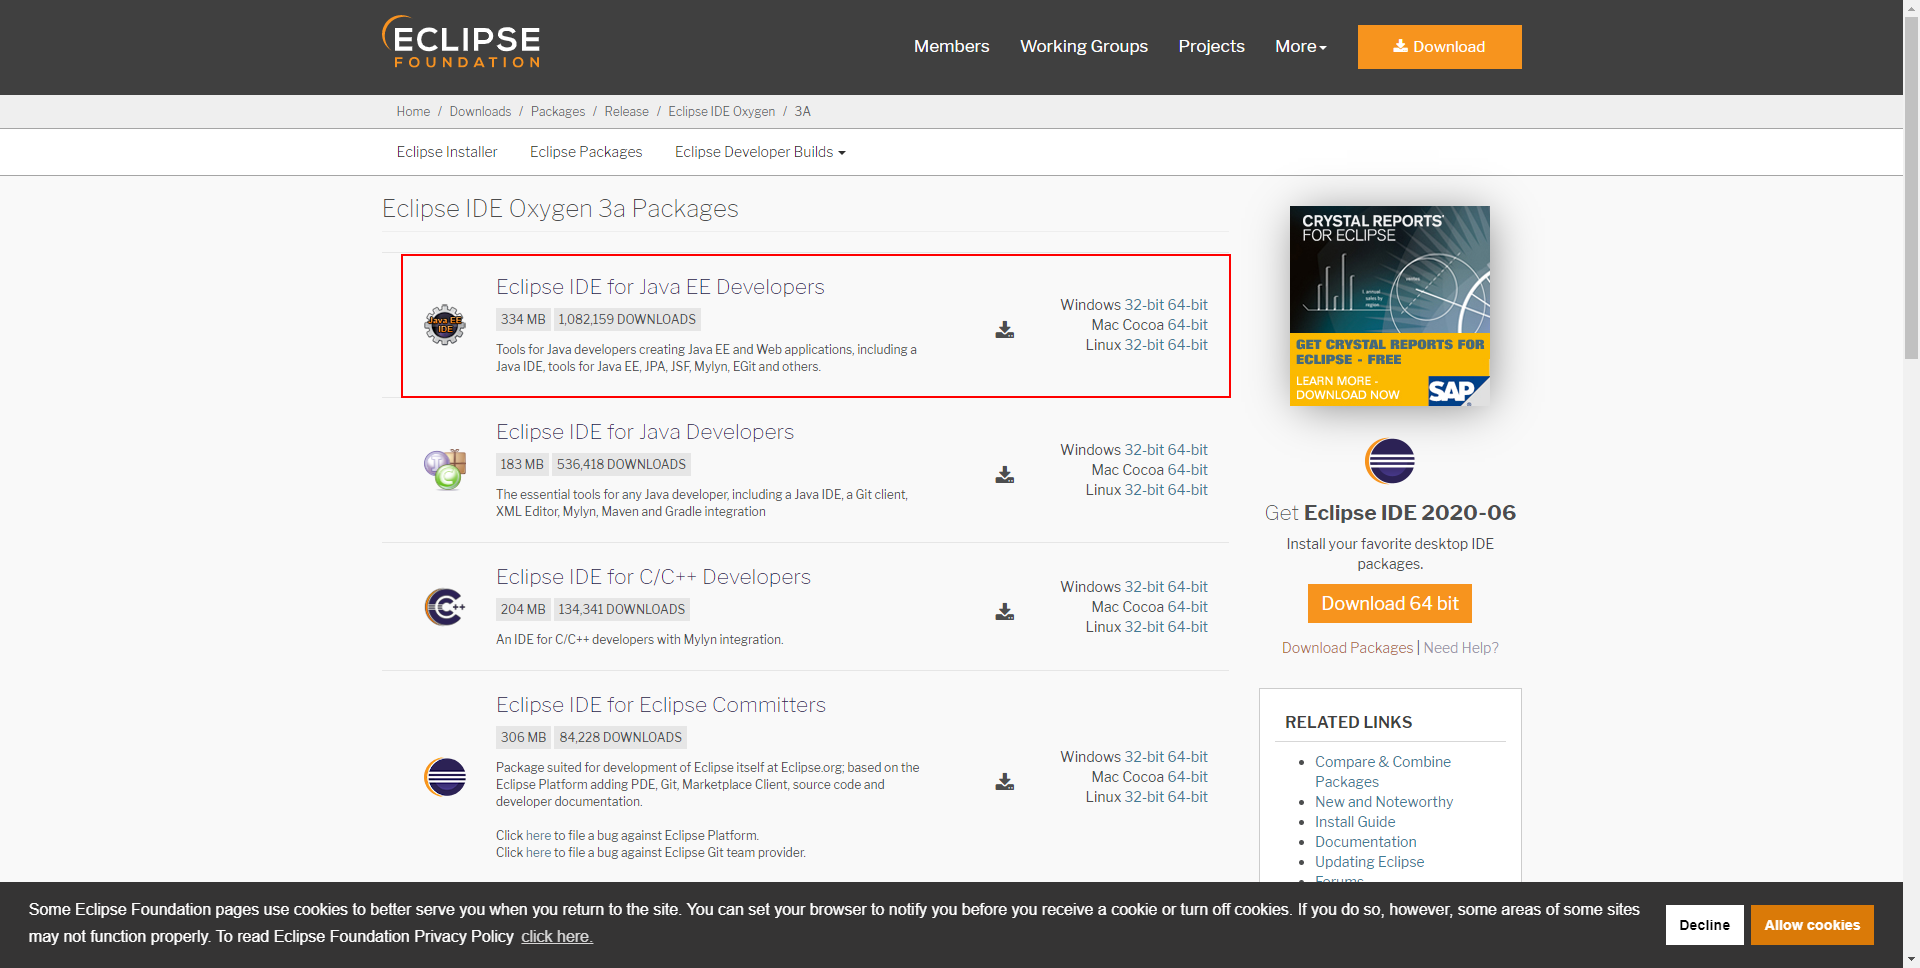 ECLIPSE
FOUNDATION
Members
Working Groups
Projects
More
Download
Home / Downloads / Packages / Release / Eclipse IDE Oxygen / 3A
Eclipse Installer
Eclipse Packages
Eclipse Developer Builds
Eclipse IDE Oxygen 3a Packages
Java EE
IDE
Eclipse IDE for Java EE Developers
334 MB 1,082,159 DOWNLOADS
Tools for Java developers creating Java EE and Web applications, including a
Java IDE, tools for Java EE, JPA, JSF, Mylyn, EGit and others.
Windows 32-bit 64-bit
Mac Cocoa 64-bit
Linux 32-bit 64-bit
Eclipse IDE for Java Developers
183 MB 536,418 DOWNLOADS
The essential tools for any Java developer, including a Java IDE, a Git client,
XML Editor, Mylyn, Maven and Gradle integration
Windows 32-bit 64-bit
Mac Cocoa 64-bit
Linux 32-bit 64-bit
Eclipse IDE for C/C++ Developers
204 MB 134,341 DOWNLOADS
An IDE for C/C++ developers with Mylyn integration.
Windows 32-bit 64-bit
Mac Cocoa 64-bit
Linux 32-bit 64-bit
Eclipse IDE for Eclipse Committers
306 MB 84,228 DOWNLOADS
Package suited for development of Eclipse itself at Eclipse.org; based on the
Eclipse Platform adding PDE, Git, Marketplace Client, source code and
developer documentation.
Click here to file a bug against Eclipse Platform.
Click here to file a bug against Eclipse Git team provider.
Windows 32-bit 64-bit
Mac Cocoa 64-bit
Linux 32-bit 64-bit
CRYSTAL REPORTS®
FOR ECLIPSE
GET CRYSTAL REPORTS FOR
ECLIPSE - FREE
LEARN MORE -
DOWNLOAD NOW
SAP
Get Eclipse IDE 2020-06
Install your favorite desktop IDE
packages.
Download 64 bit
Download Packages | Need Help?
RELATED LINKS
Compare & Combine
Packages
New and Noteworthy
Install Guide
Documentation
Updating Eclipse
Forums
Some Eclipse Foundation pages use cookies to better serve you when you return to the site. You can set your browser to notify you before you receive a cookie or turn off cookies. If you do so, however, some areas of some sites
may not function properly. To read Eclipse Foundation Privacy Policy click here.
Decline
Allow cookies